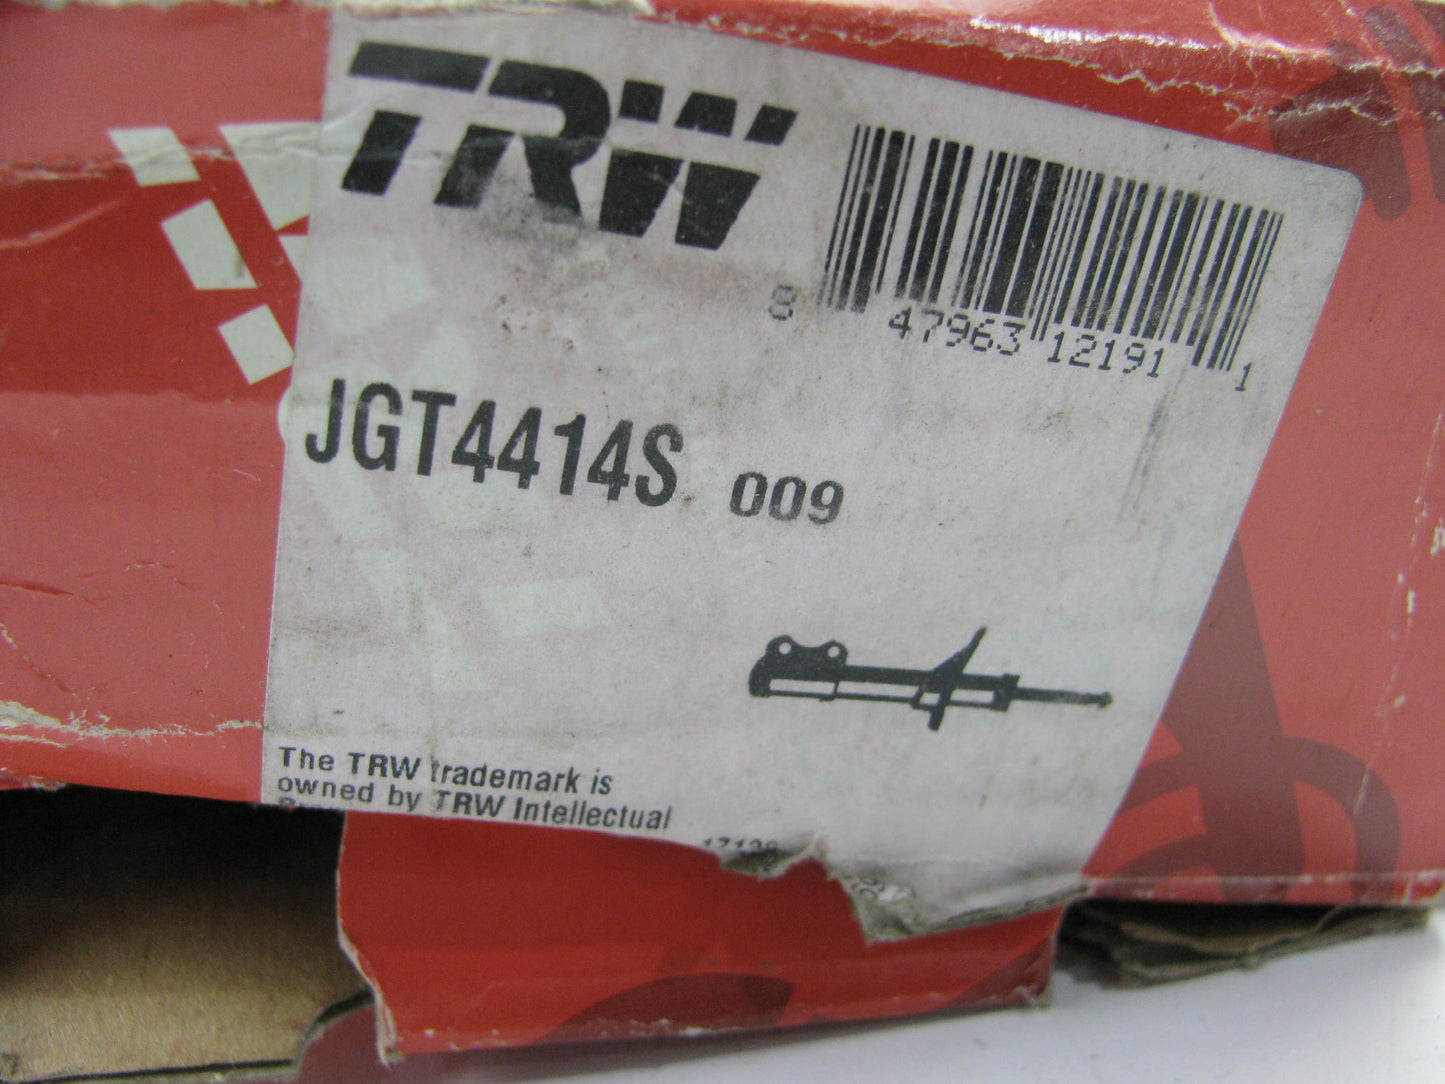 TRW
8 47963 12191 1
JGT4414S 009
The TRW trademark is
owned by TRW Intellectual